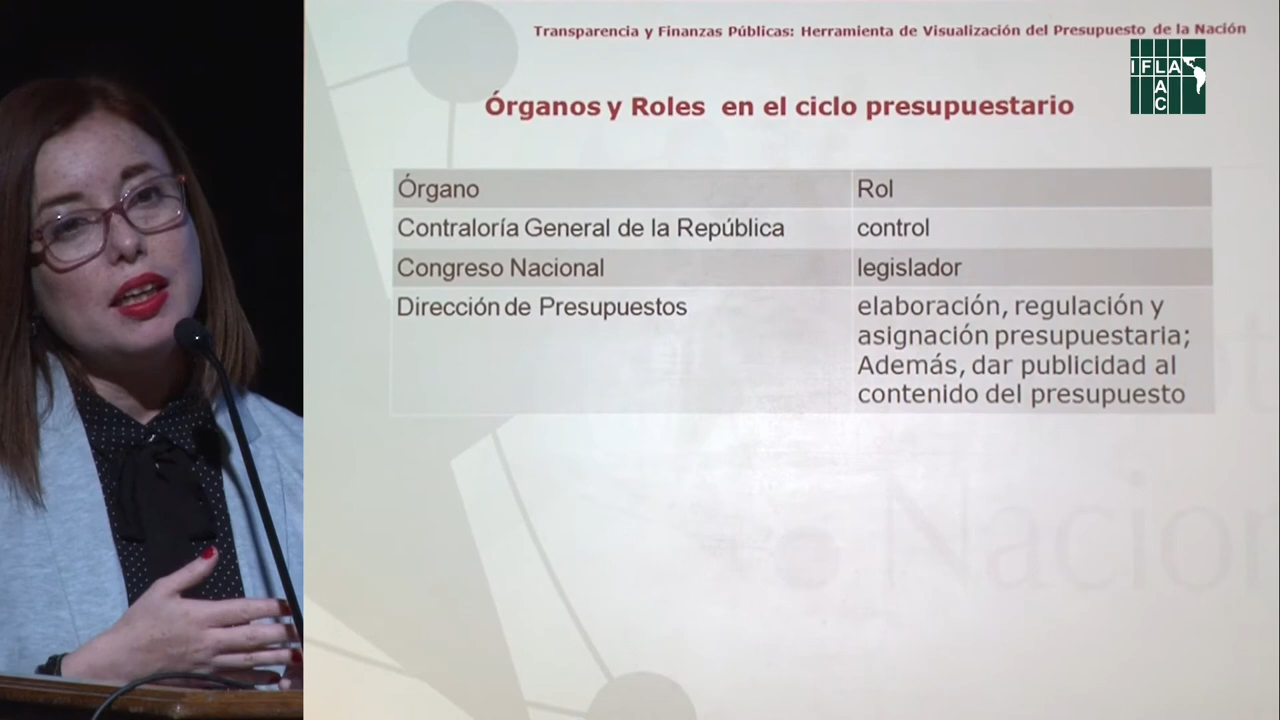 Transparencia y Finanzas Públicas: Herramienta de Visualización del Presupuesto de la Nación
IFLA
LAC
Órganos y Roles en el ciclo presupuestario
Órgano Rol
Contraloría General de la República control
Congreso Nacional legislador
Dirección de Presupuestos elaboración, regulación y
asignación presupuestaria;
Además, dar publicidad al
contenido del presupuesto
Nacion